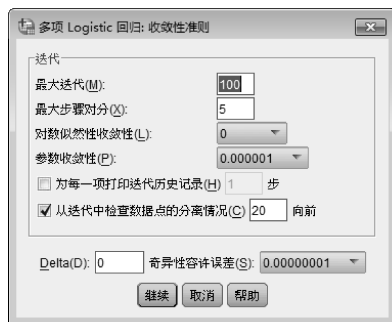 多项 Logistic 回归: 收敛性准则
迭代
最大迭代(M): 100
最大步骤对分(X): 5
对数似然性收敛性(L): 0
参数收敛性(P): 0.000001
为每一项打印迭代历史记录(H) 1 步
从迭代中检查数据点的分离情况(C) 20 向前
Delta(D): 0 奇异性容许误差(S): 0.00000001
继续 取消 帮助